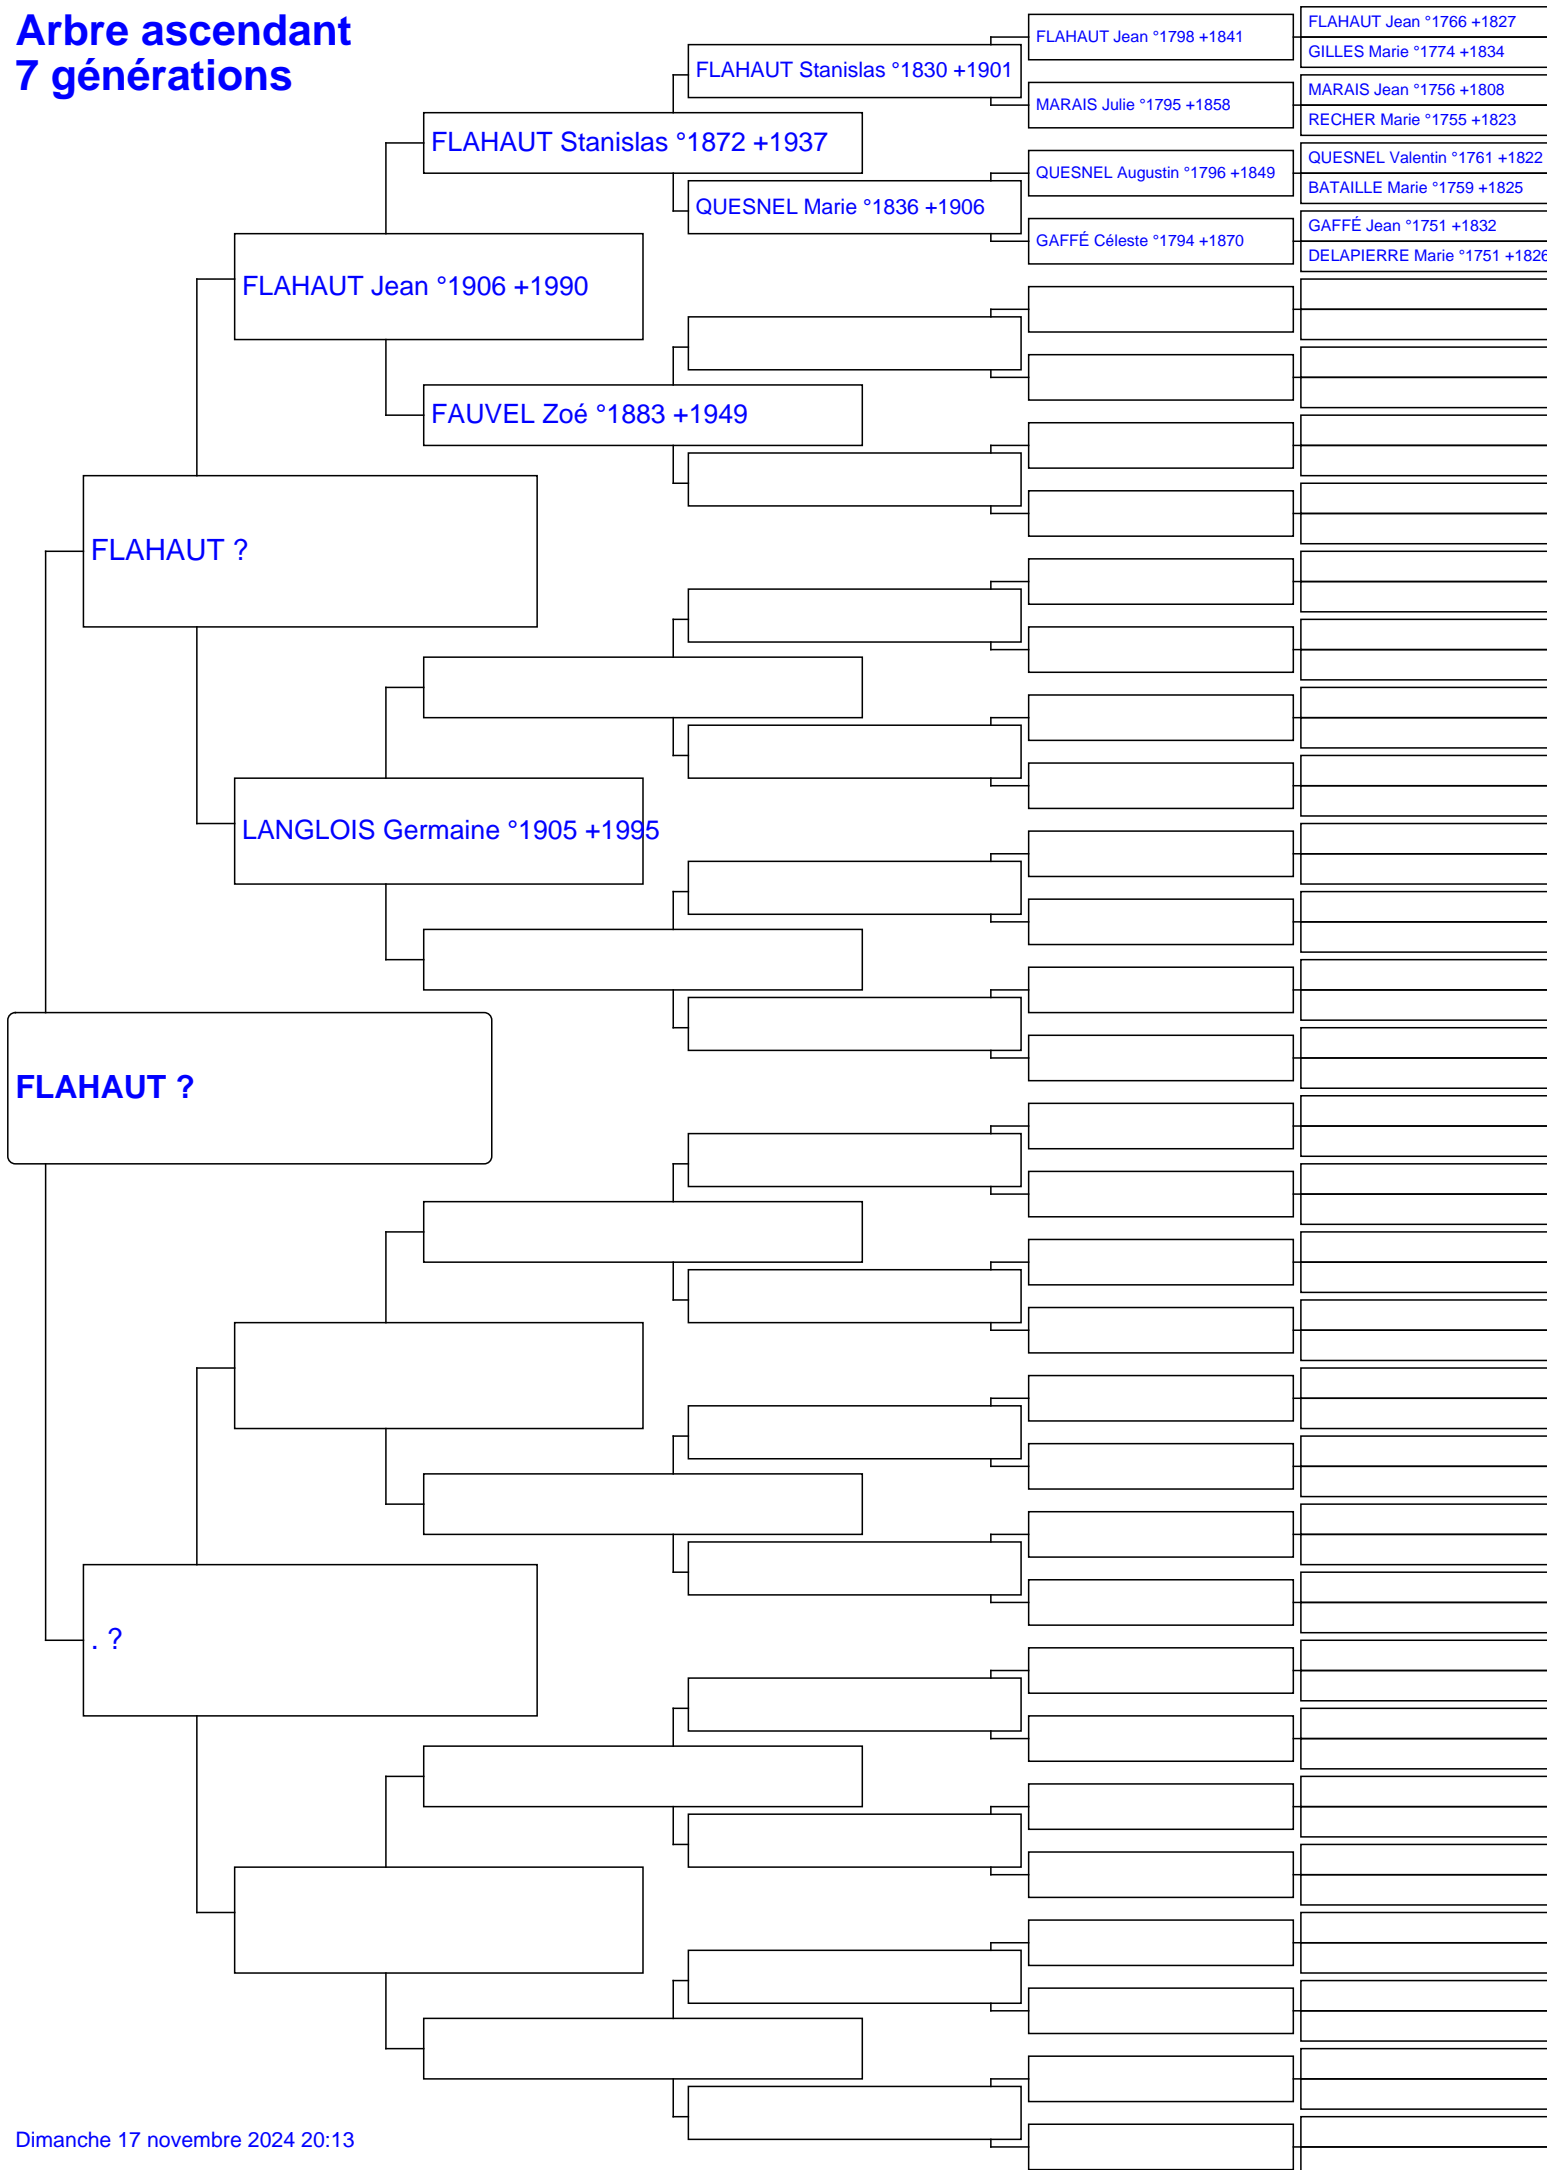 Arbre ascendant
7 générations
FLAHAUT ?
FLAHAUT ?
. ?
FLAHAUT Jean °1906 +1990
LANGLOIS Germaine °1905 +1995
FLAHAUT Stanislas °1872 +1937
FAUVEL Zoé °1883 +1949
FLAHAUT Stanislas °1830 +1901
QUESNEL Marie °1836 +1906
FLAHAUT Jean °1798 +1841
MARAIS Julie °1795 +1858
QUESNEL Augustin °1796 +1849
GAFFÉ Céleste °1794 +1870
FLAHAUT Jean °1766 +1827
GILLES Marie °1774 +1834
MARAIS Jean °1756 +1808
RECHER Marie °1755 +1823
QUESNEL Valentin °1761 +1822
BATAILLE Marie °1759 +1825
GAFFÉ Jean °1751 +1832
DELAPIERRE Marie °1751 +1826
Dimanche 17 novembre 2024 20:13